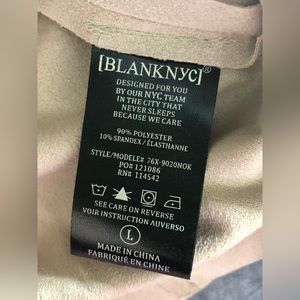 [BLANKNYC]®
DESIGNED FOR YOU
BY OUR NYC TEAM
IN THE CITY THAT
NEVER SLEEPS
BECAUSE WE CARE
90% POLYESTER
10% SPANDEX / ÉLASTHANNE
STYLE/MODELE# 76X-9020NOK
PO# 121086
RN# 114542
SEE CARE ON REVERSE
VOIR INSTRUCTION AUVERSO
L
MADE IN CHINA
FABRIQUÉ EN CHINE